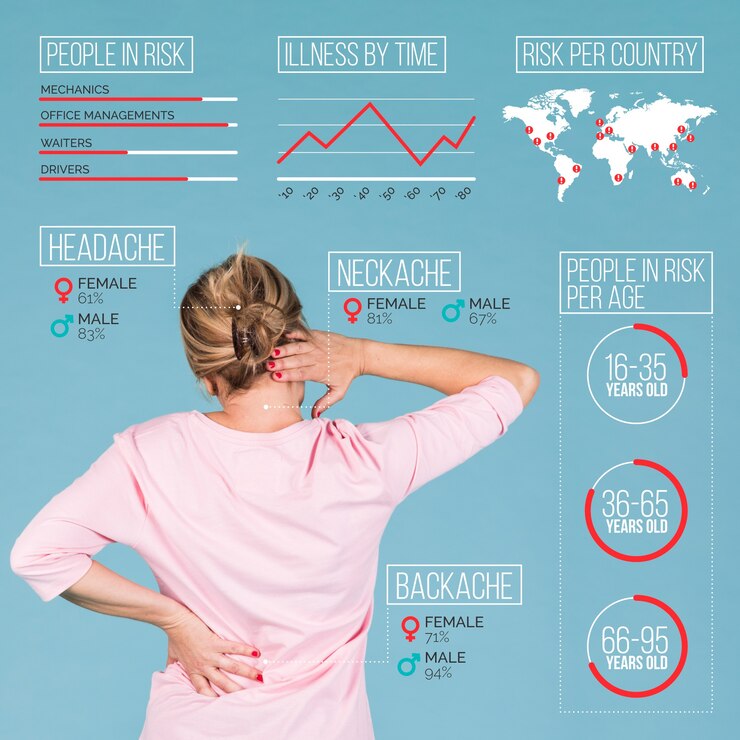 PEOPLE IN RISK
MECHANICS
OFFICE MANAGEMENTS
WAITERS
DRIVERS
ILLNESS BY TIME
'10 '20 '30 '40 '50 '60 '70 '80
RISK PER COUNTRY
HEADACHE
FEMALE
61%
MALE
83%
NECKACHE
FEMALE
81%
MALE
67%
BACKACHE
FEMALE
71%
MALE
94%
PEOPLE IN RISK
PER AGE
16-35
YEARS OLD
36-65
YEARS OLD
66-95
YEARS OLD